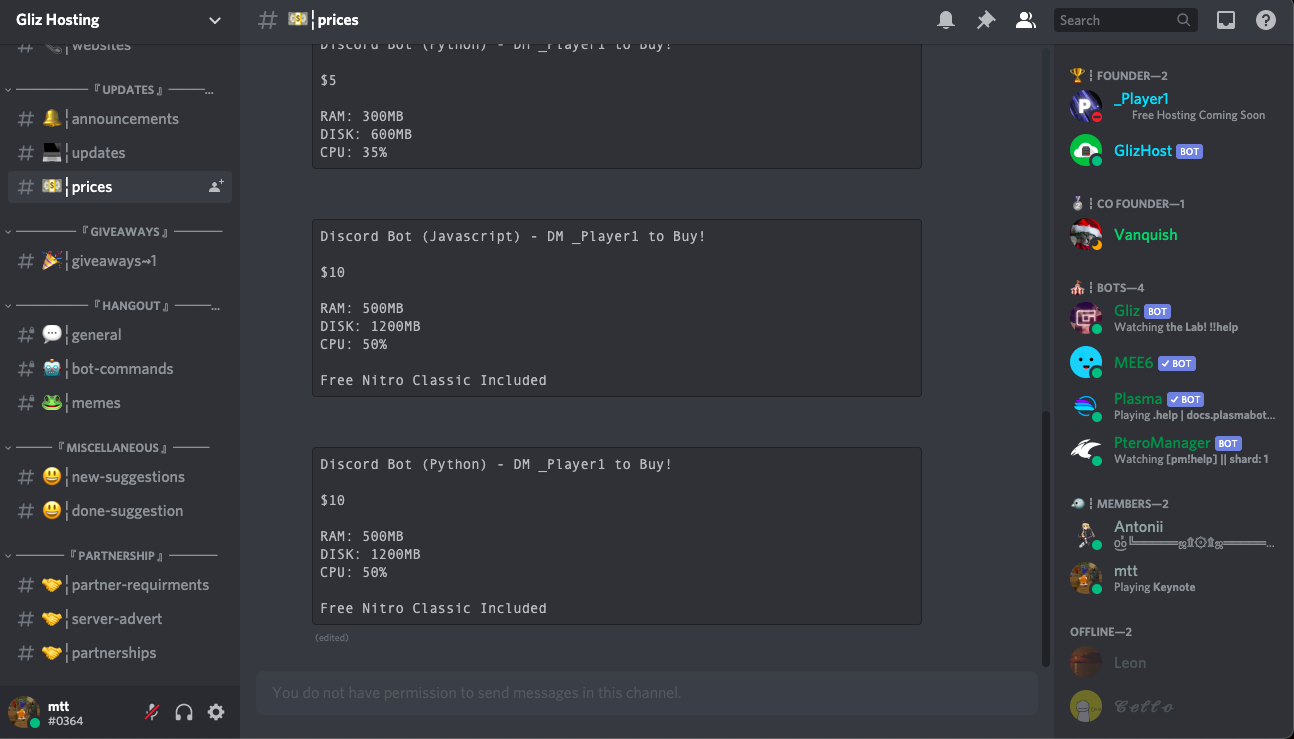 Gliz Hosting
websites
『 UPDATES 』
announcements
updates
prices
『 GIVEAWAYS 』
giveaways⇝1
『 HANGOUT 』
general
bot-commands
memes
『 MISCELLANEOUS 』
new-suggestions
done-suggestion
『 PARTNERSHIP 』
partner-requirments
server-advert
partnerships
mtt
#0364
prices
Search
Discord Bot (Python) - DM _Player1 to Buy!
$5
RAM: 300MB
DISK: 600MB
CPU: 35%
Discord Bot (Javascript) - DM _Player1 to Buy!
$10
RAM: 500MB
DISK: 1200MB
CPU: 50%
Free Nitro Classic Included
Discord Bot (Python) - DM _Player1 to Buy!
$10
RAM: 500MB
DISK: 1200MB
CPU: 50%
Free Nitro Classic Included
(edited)
You do not have permission to send messages in this channel.
FOUNDER—2
_Player1
Free Hosting Coming Soon
GlizHost BOT
CO FOUNDER—1
Vanquish
BOTS—4
Gliz BOT
Watching the Lab! !!help
MEE6 ✓ BOT
Plasma ✓ BOT
Playing .help | docs.plasmabot...
PteroManager BOT
Watching [pm!help] || shard: 1
MEMBERS—2
Antonii
mtt
Playing Keynote
OFFLINE—2
Leon
𝓒𝓮𝓵𝓵𝓸